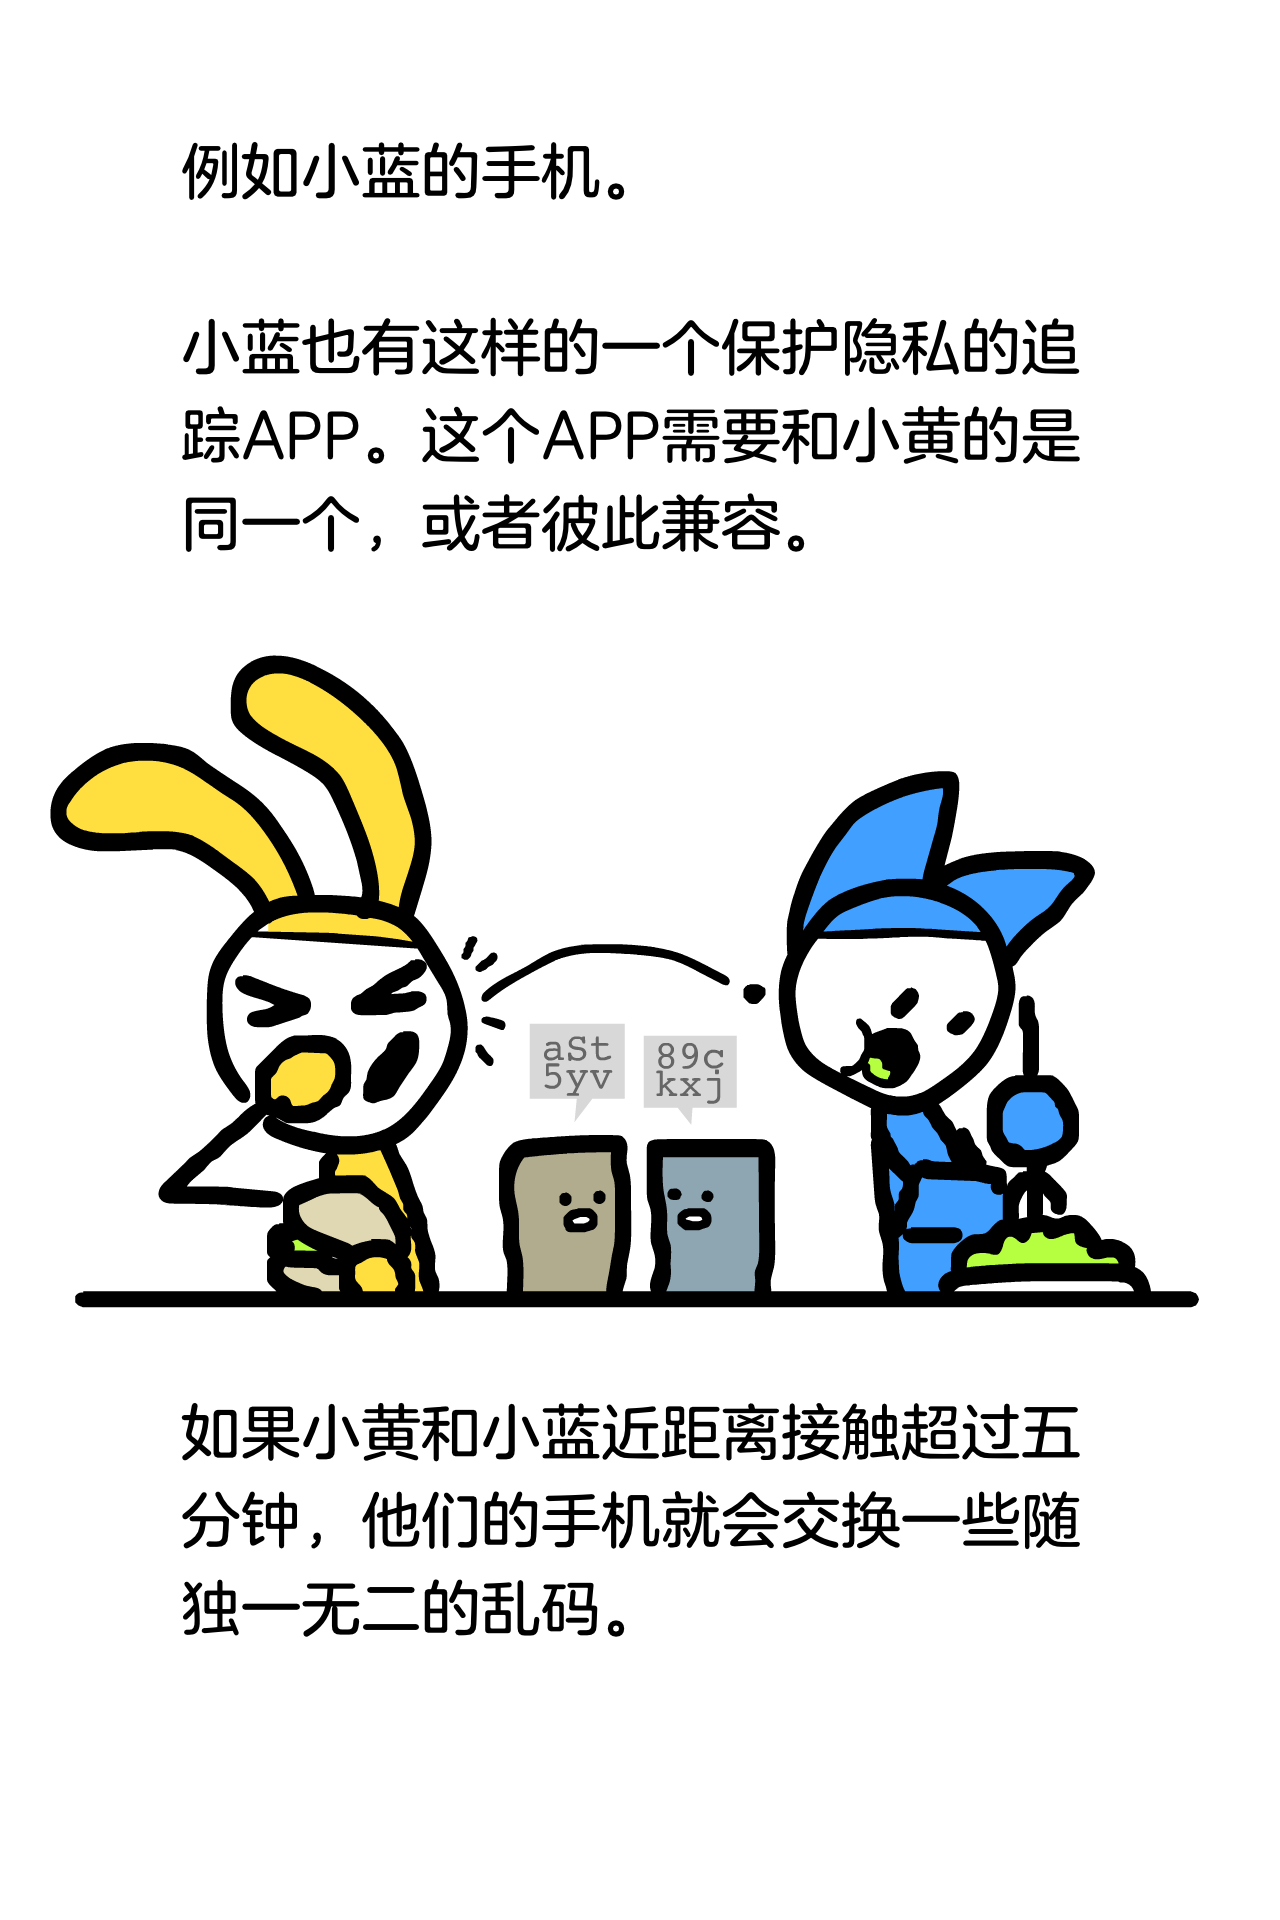 例如小蓝的手机。
小蓝也有这样的一个保护隐私的追
踪APP。这个APP需要和小黄的是
同一个，或者彼此兼容。
aSt
5yv
89c
kxj
如果小黄和小蓝近距离接触超过五
分钟，他们的手机就会交换一些随
独一无二的乱码。